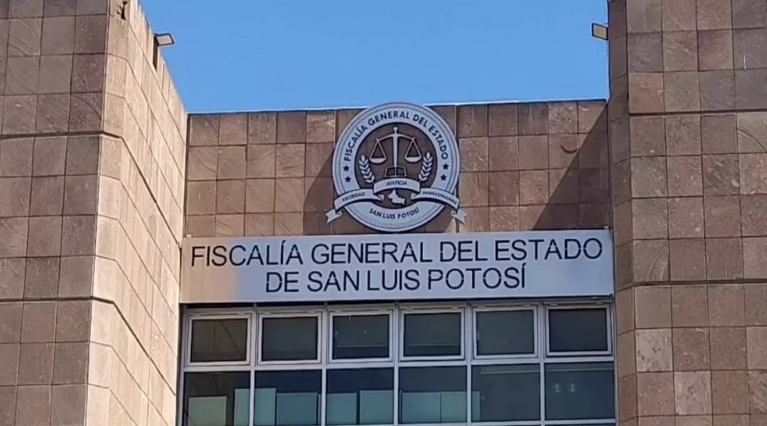 FISCALÍA GENERAL DEL ESTADO
JUSTICIA
SAN LUIS POTOSÍ
FISCALÍA GENERAL DEL ESTADO
DE SAN LUIS POTOSÍ